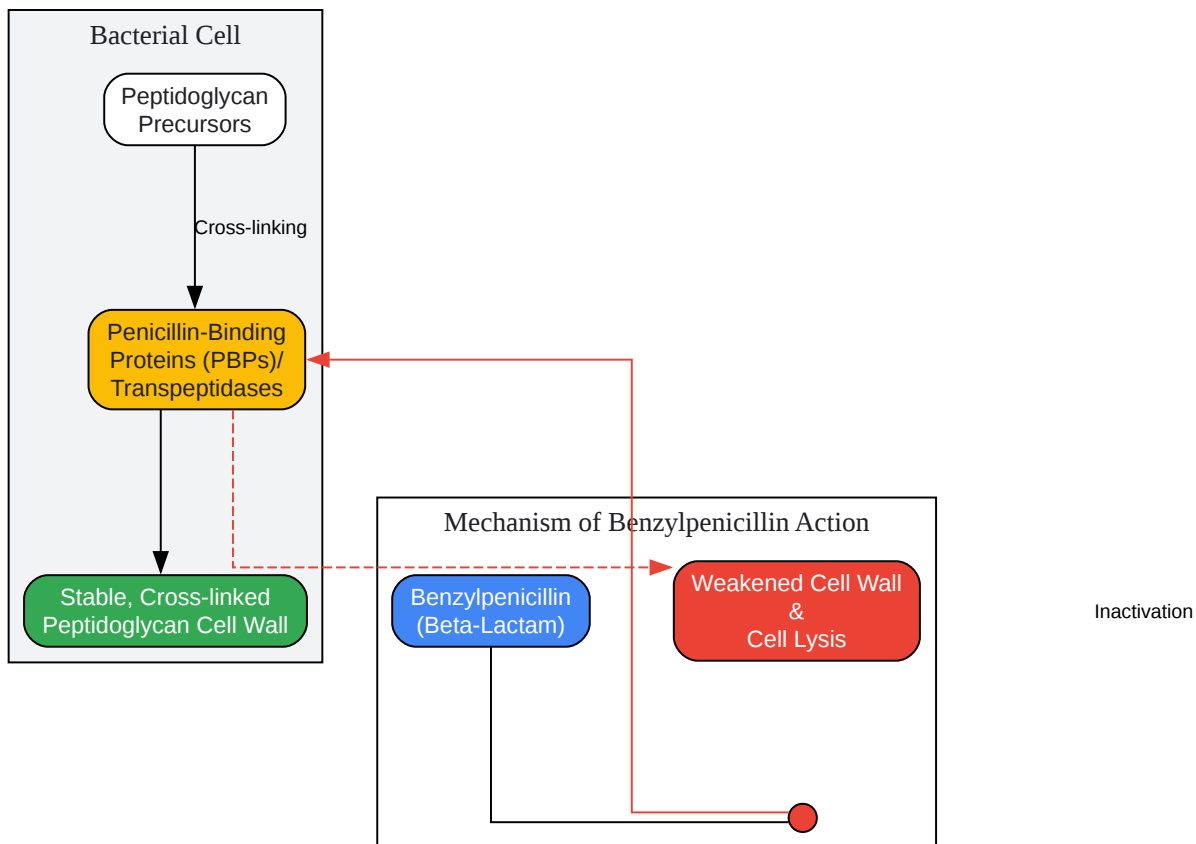 Bacterial Cell
Peptidoglycan
Precursors
Cross-linking
Penicillin-Binding
Proteins (PBPs)/
Transpeptidases
Stable, Cross-linked
Peptidoglycan Cell Wall
Mechanism of Benzylpenicillin Action
Benzylpenicillin
(Beta-Lactam)
Weakened Cell Wall
&
Cell Lysis
Inactivation